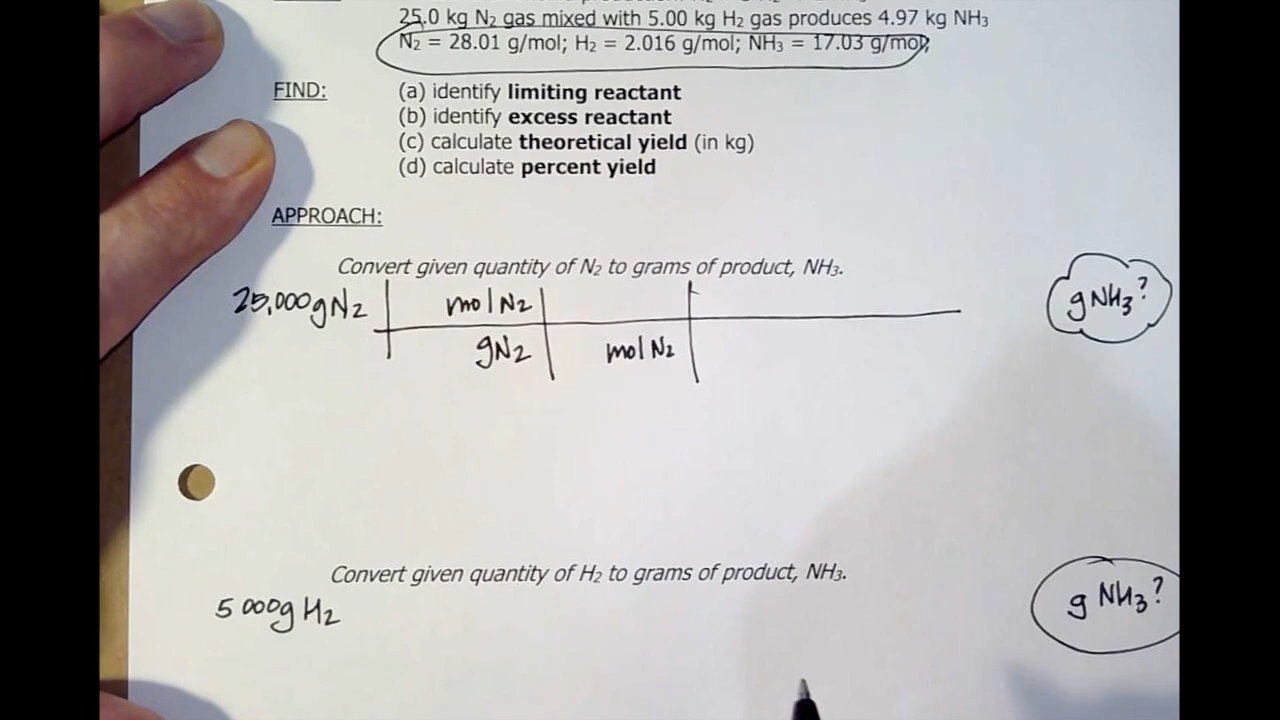 25.0 kg N₂ gas mixed with 5.00 kg H₂ gas produces 4.97 kg NH₃
N₂ = 28.01 g/mol; H₂ = 2.016 g/mol; NH₃ = 17.03 g/mol;
FIND:
(a) identify limiting reactant
(b) identify excess reactant
(c) calculate theoretical yield (in kg)
(d) calculate percent yield
APPROACH:
Convert given quantity of N₂ to grams of product, NH₃.
25,000 g N₂ mol N₂
g N₂ mol N₂
g NH₃?
Convert given quantity of H₂ to grams of product, NH₃.
5000g H₂
g NH₃?